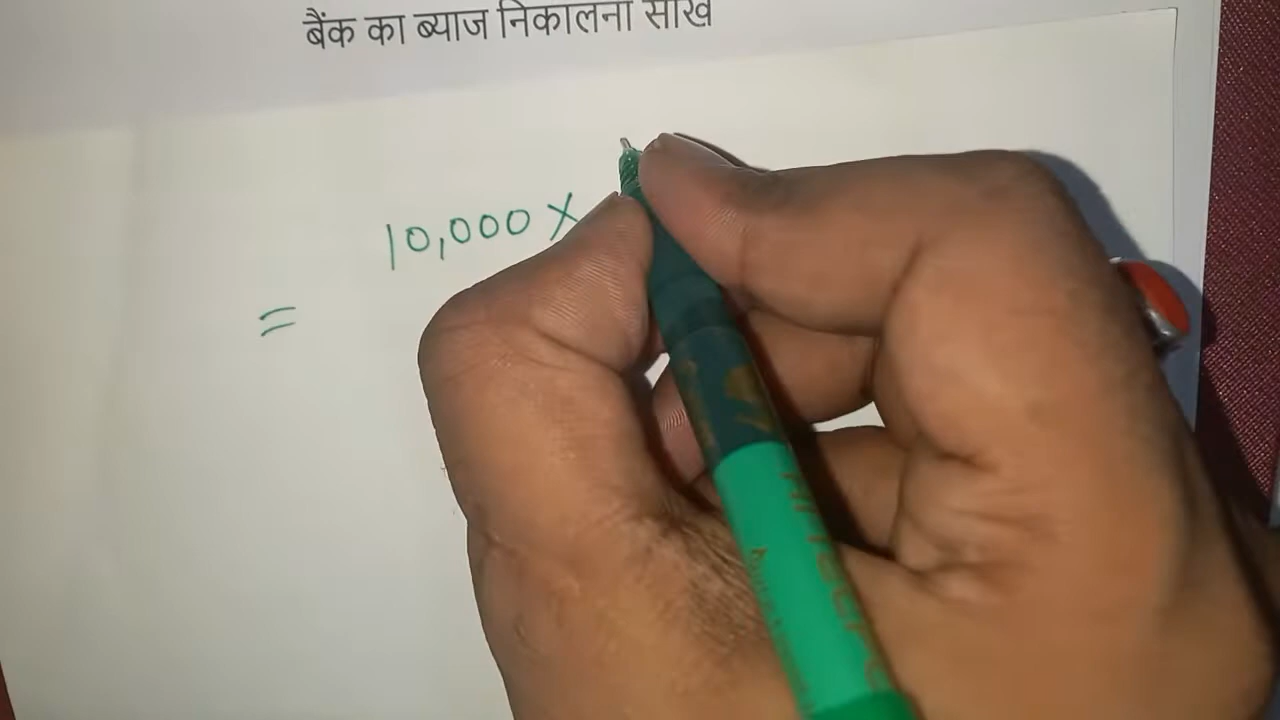 बैंक का ब्याज निकालना सीखे
10,000 ×
=